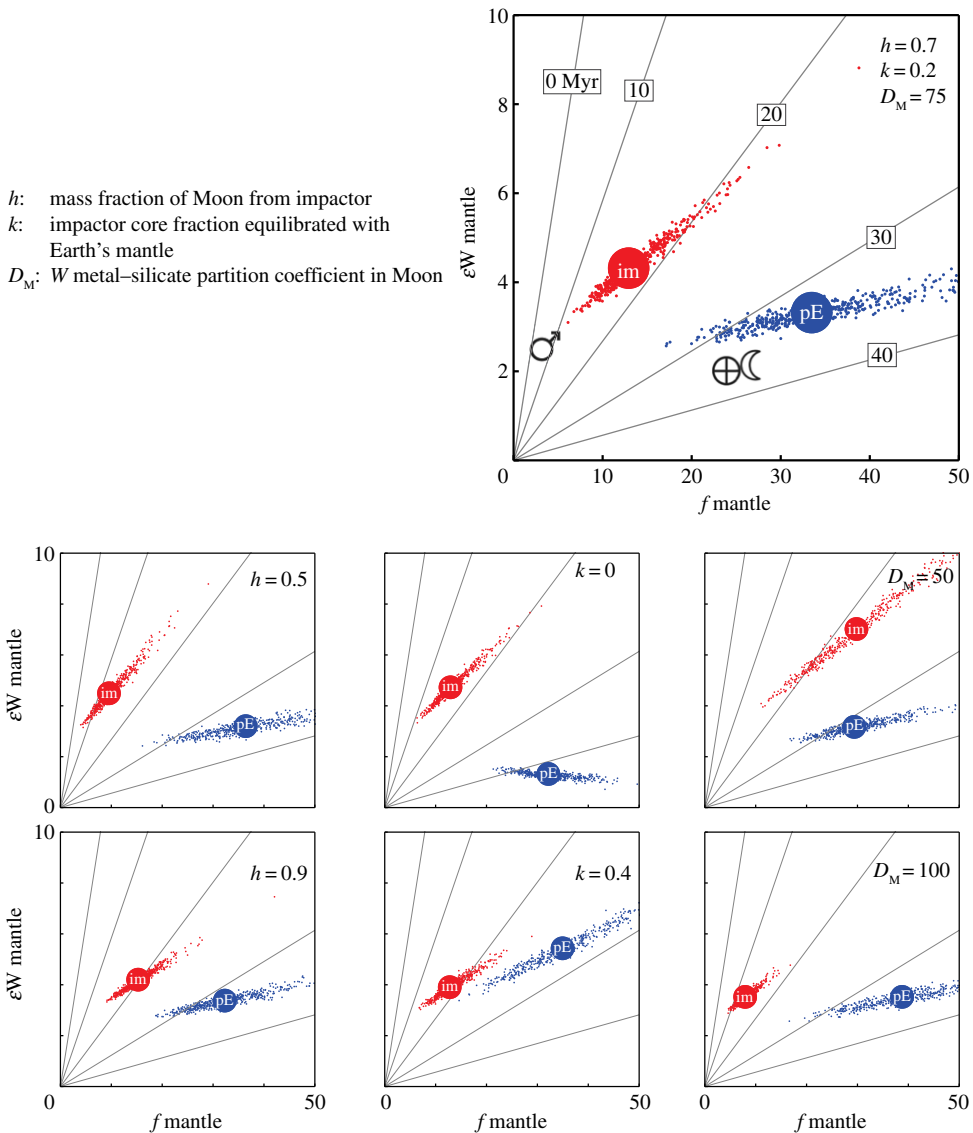 h: mass fraction of Moon from impactor
k: impactor core fraction equilibrated with
Earth's mantle
D_M: W metal–silicate partition coefficient in Moon
10
8
6
4
2
εW mantle
0 Myr
10
20
30
40
h = 0.7
k = 0.2
D_M = 75
im
pE
♂
⊕☾
0
10
20
30
40
50
f mantle
10
εW mantle
0
h = 0.5
im
pE
50
k = 0
im
pE
D_M = 50
im
pE
10
εW mantle
0
50
f mantle
h = 0.9
im
pE
k = 0.4
im
pE
0
50
f mantle
D_M = 100
im
pE
0
50
f mantle